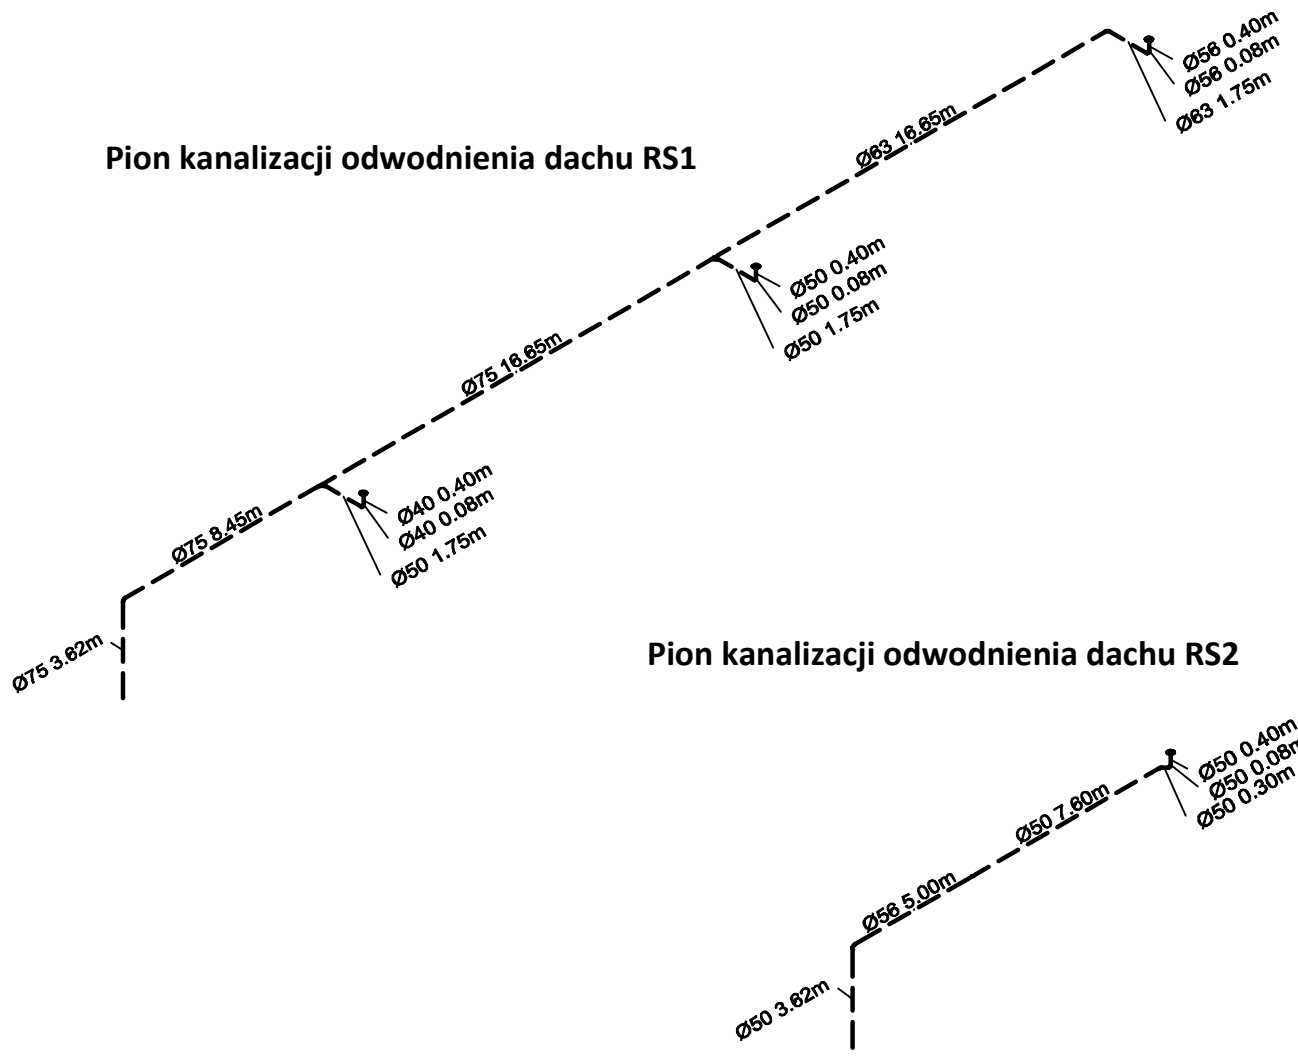 Ø56 0.40m
Ø56 0.08m
Ø63 1.75m
Ø63 16.65m
Pion kanalizacji odwodnienia dachu RS1
Ø50 0.40m
Ø50 0.08m
Ø50 1.75m
Ø75 16.65m
Ø40 0.40m
Ø40 0.08m
Ø50 1.75m
Ø75 8.45m
Ø75 3.62m
Pion kanalizacji odwodnienia dachu RS2
Ø50 0.40m
Ø50 0.08m
Ø50 0.30m
Ø50 7.60m
Ø56 5.00m
Ø50 3.62m